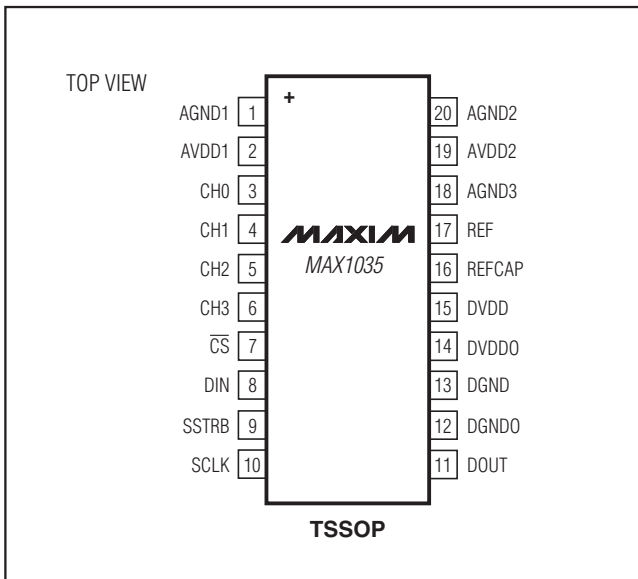 TOP VIEW
+
AGND1 1
AVDD1 2
CH0 3
CH1 4
CH2 5
CH3 6
CS 7
DIN 8
SSTRB 9
SCLK 10
MAXIM
MAX1035
20 AGND2
19 AVDD2
18 AGND3
17 REF
16 REFCAP
15 DVDD
14 DVDDO
13 DGND
12 DGNDO
11 DOUT
TSSOP